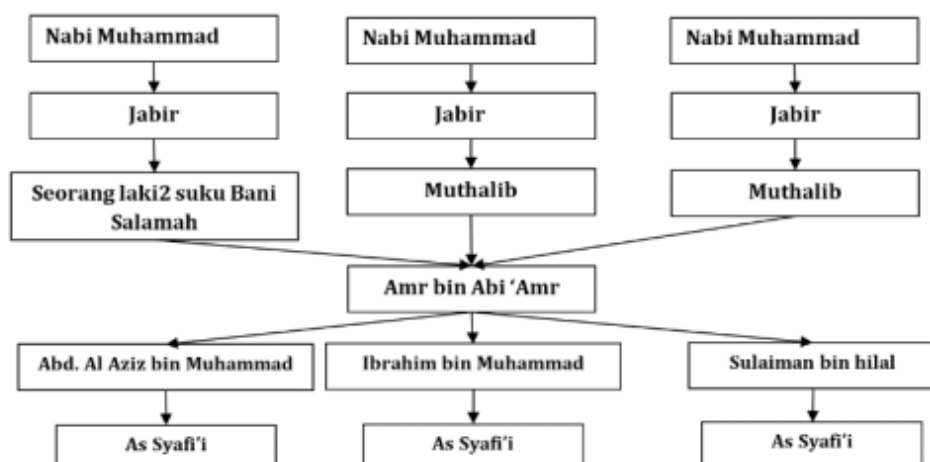 Nabi Muhammad
Nabi Muhammad
Nabi Muhammad
Jabir
Jabir
Jabir
Seorang laki2 suku Bani
Salamah
Muthalib
Muthalib
Amr bin Abi ‘Amr
Abd. Al Aziz bin Muhammad
Ibrahim bin Muhammad
Sulaiman bin hilal
As Syafi’i
As Syafi’i
As Syafi’i